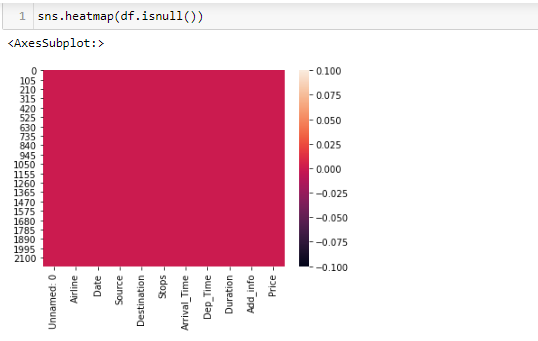 1 sns.heatmap(df.isnull())
<AxesSubplot:>
0
105
210
315
420
525
630
735
840
945
1050
1155
1260
1365
1470
1575
1680
1785
1890
1995
2100
0.100
0.075
0.050
0.025
0.000
−0.025
−0.050
−0.075
−0.100
Unnamed: 0
Airline
Date
Source
Destination
Stops
Arrival_Time
Dep_Time
Duration
Add_info
Price